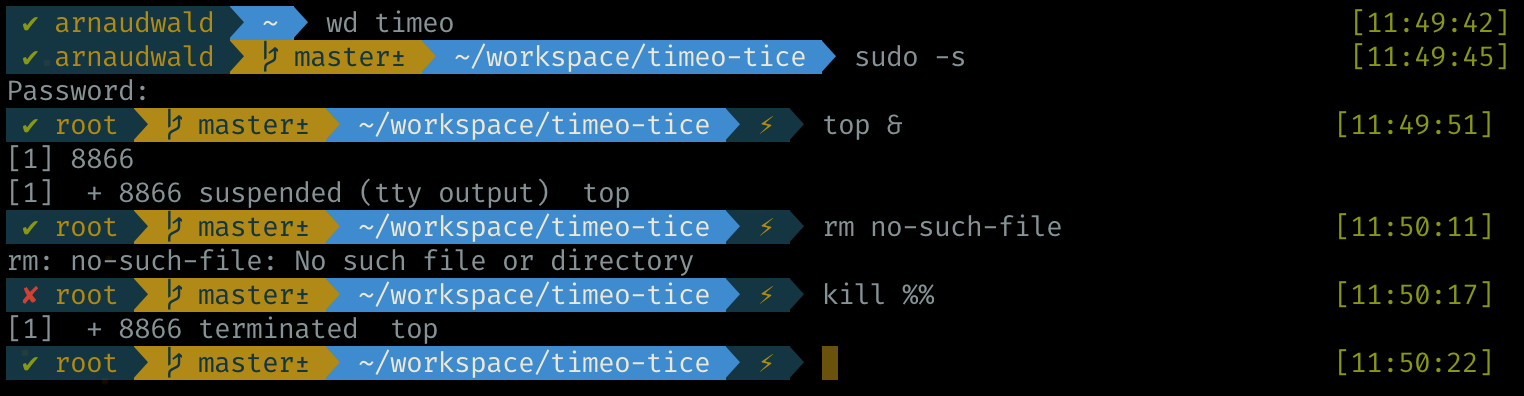 ✔ arnaudwald ~ wd timeo [11:49:42]
✔ arnaudwald master± ~/workspace/timeo-tice sudo -s [11:49:45]
Password:
✔ root master± ~/workspace/timeo-tice ⚡ top & [11:49:51]
[1] 8866
[1]  + 8866 suspended (tty output)  top
✔ root master± ~/workspace/timeo-tice ⚡ rm no-such-file [11:50:11]
rm: no-such-file: No such file or directory
✘ root master± ~/workspace/timeo-tice ⚡ kill %% [11:50:17]
[1]  + 8866 terminated  top
✔ root master± ~/workspace/timeo-tice ⚡ [11:50:22]